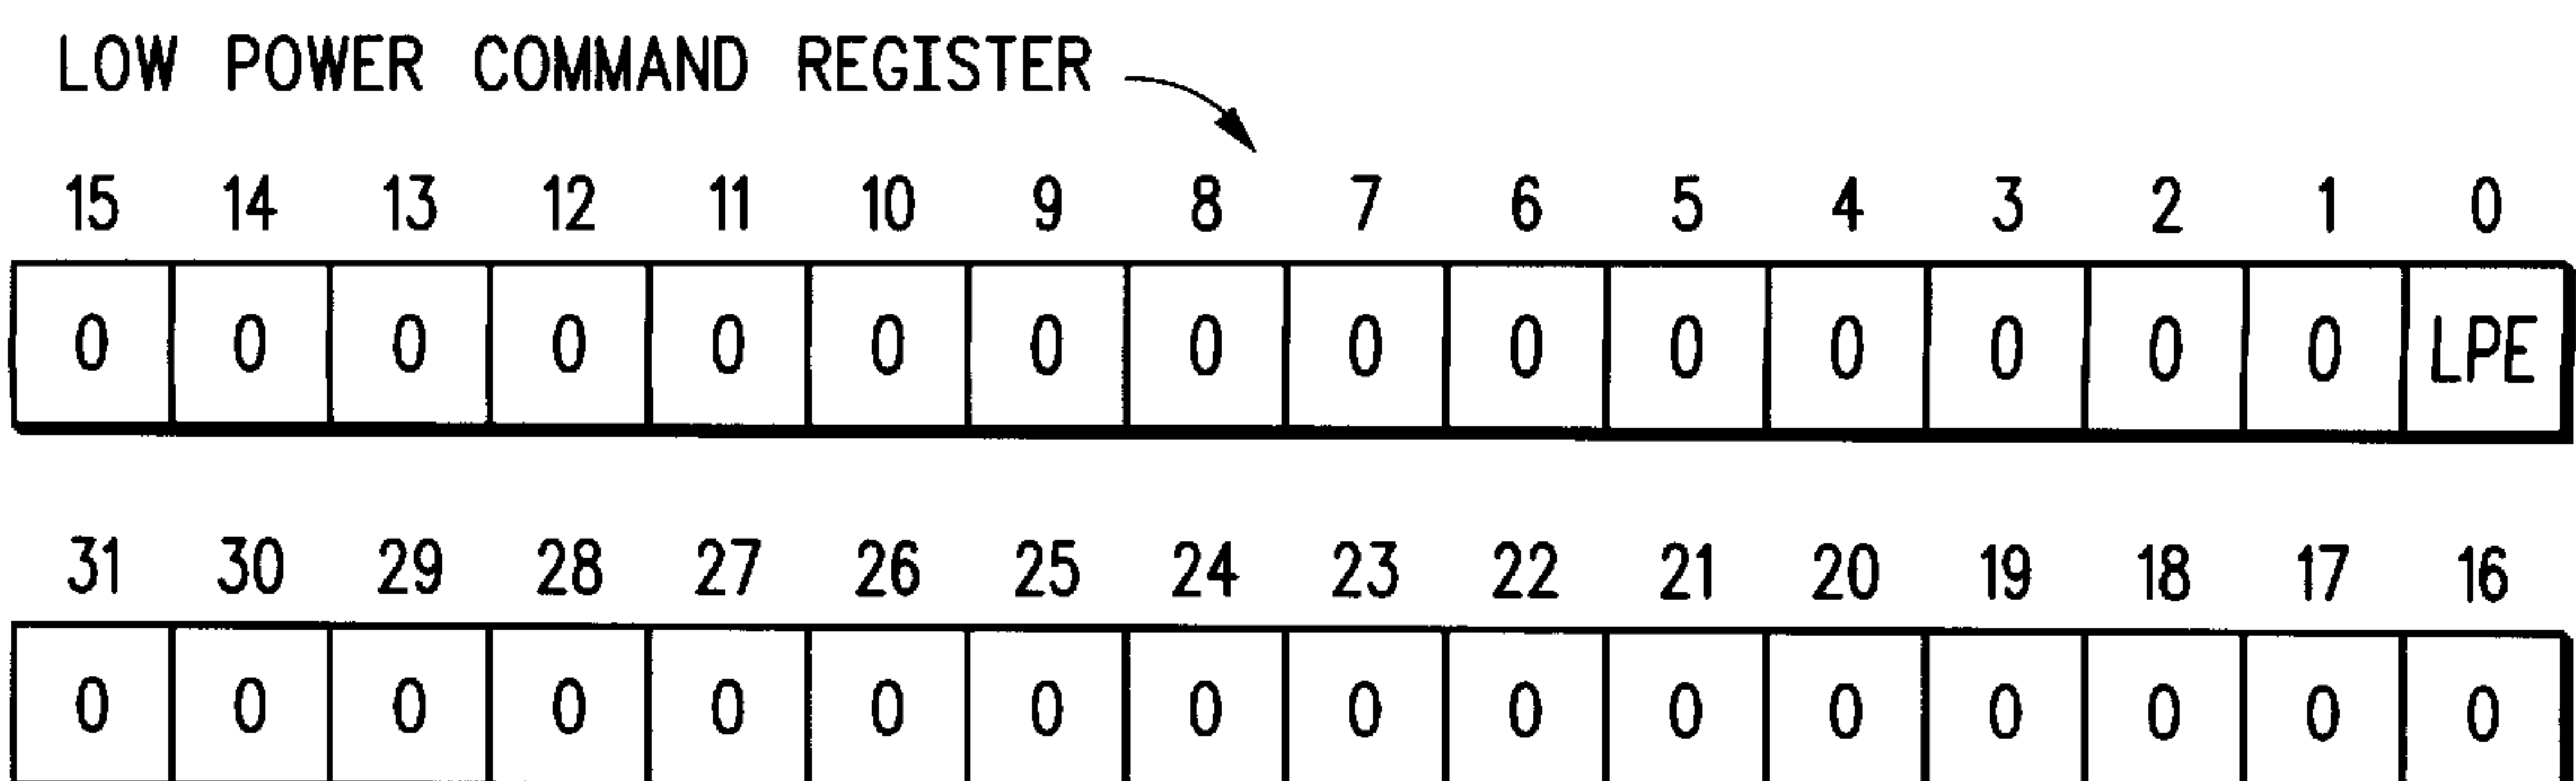 LOW POWER COMMAND REGISTER
15 14 13 12 11 10 9 8 7 6 5 4 3 2 1 0
0 0 0 0 0 0 0 0 0 0 0 0 0 0 0 LPE
31 30 29 28 27 26 25 24 23 22 21 20 19 18 17 16
0 0 0 0 0 0 0 0 0 0 0 0 0 0 0 0